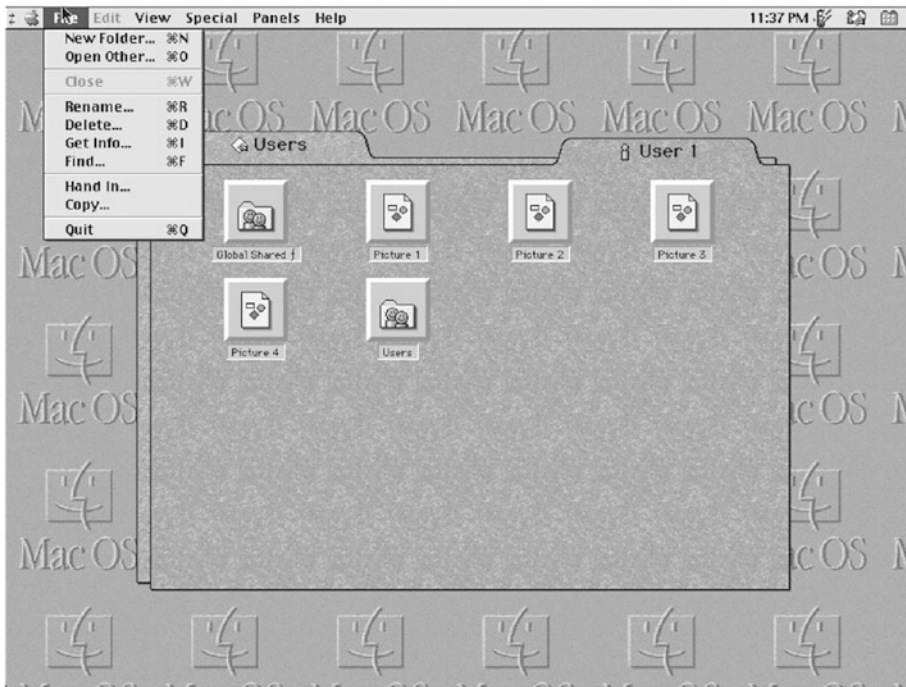 File Edit View Special Panels Help 11:37 PM
New Folder... ⌘N
Open Other... ⌘O
Close ⌘W
Rename... ⌘R
Delete... ⌘D
Get Info... ⌘I
Find... ⌘F
Hand In...
Copy...
Quit ⌘Q
Mac OS Mac OS Mac OS Mac OS
Users
User 1
Global Shared ƒ
Picture 1
Picture 2
Picture 3
Mac OS
Picture 4
Users
Mac OS
Mac OS